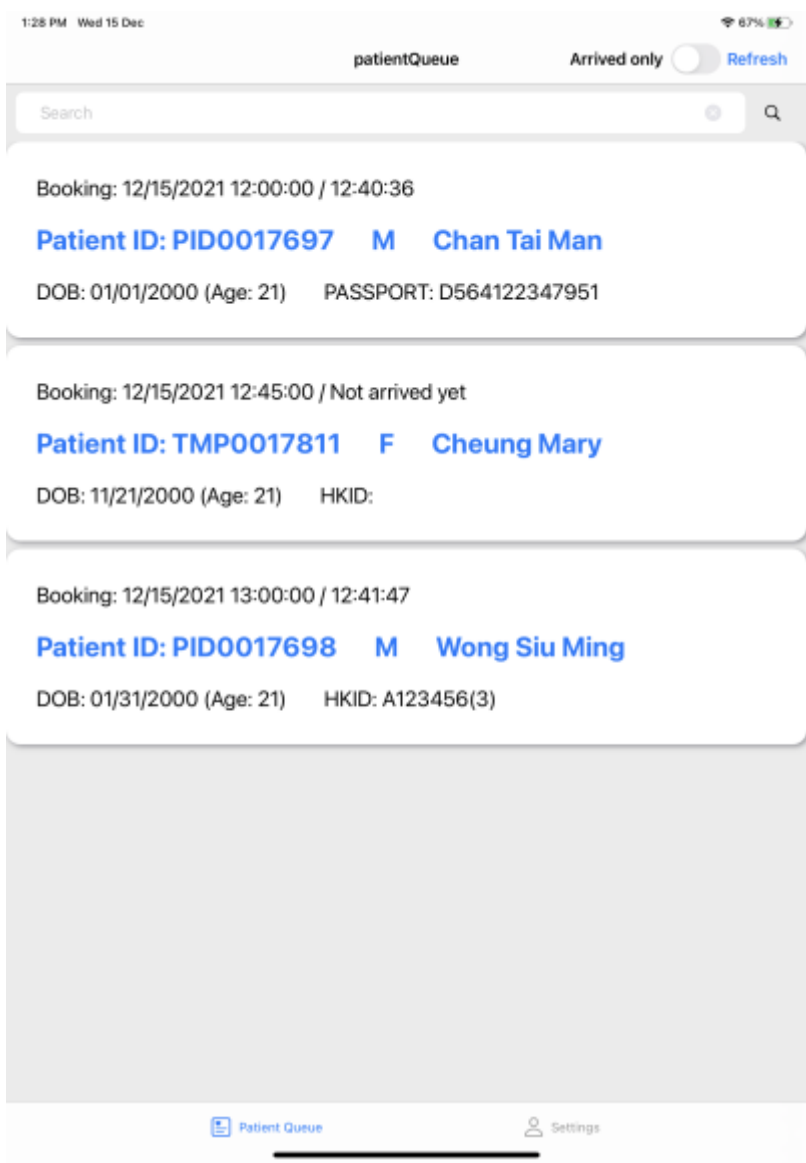 1:28 PM Wed 15 Dec 67%
patientQueue Arrived only Refresh
Search
Booking: 12/15/2021 12:00:00 / 12:40:36
Patient ID: PID0017697 M Chan Tai Man
DOB: 01/01/2000 (Age: 21) PASSPORT: D564122347951
Booking: 12/15/2021 12:45:00 / Not arrived yet
Patient ID: TMP0017811 F Cheung Mary
DOB: 11/21/2000 (Age: 21) HKID:
Booking: 12/15/2021 13:00:00 / 12:41:47
Patient ID: PID0017698 M Wong Siu Ming
DOB: 01/31/2000 (Age: 21) HKID: A123456(3)
Patient Queue Settings